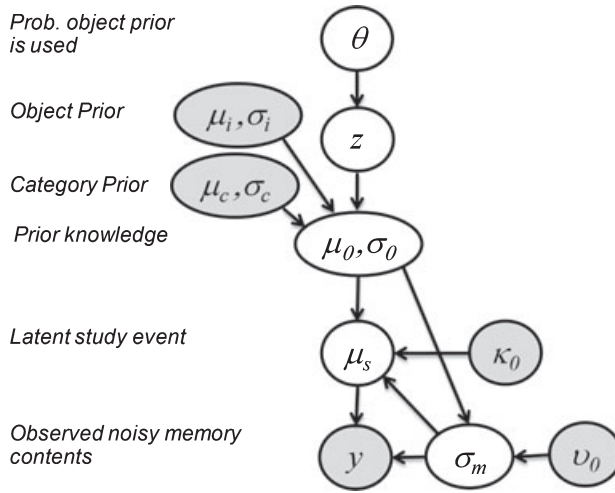 Prob. object prior
is used
θ
Object Prior
μi,σi
z
Category Prior
μc,σc
Prior knowledge
μ0,σ0
Latent study event
μs
κ0
Observed noisy memory
contents
y
σm
υ0